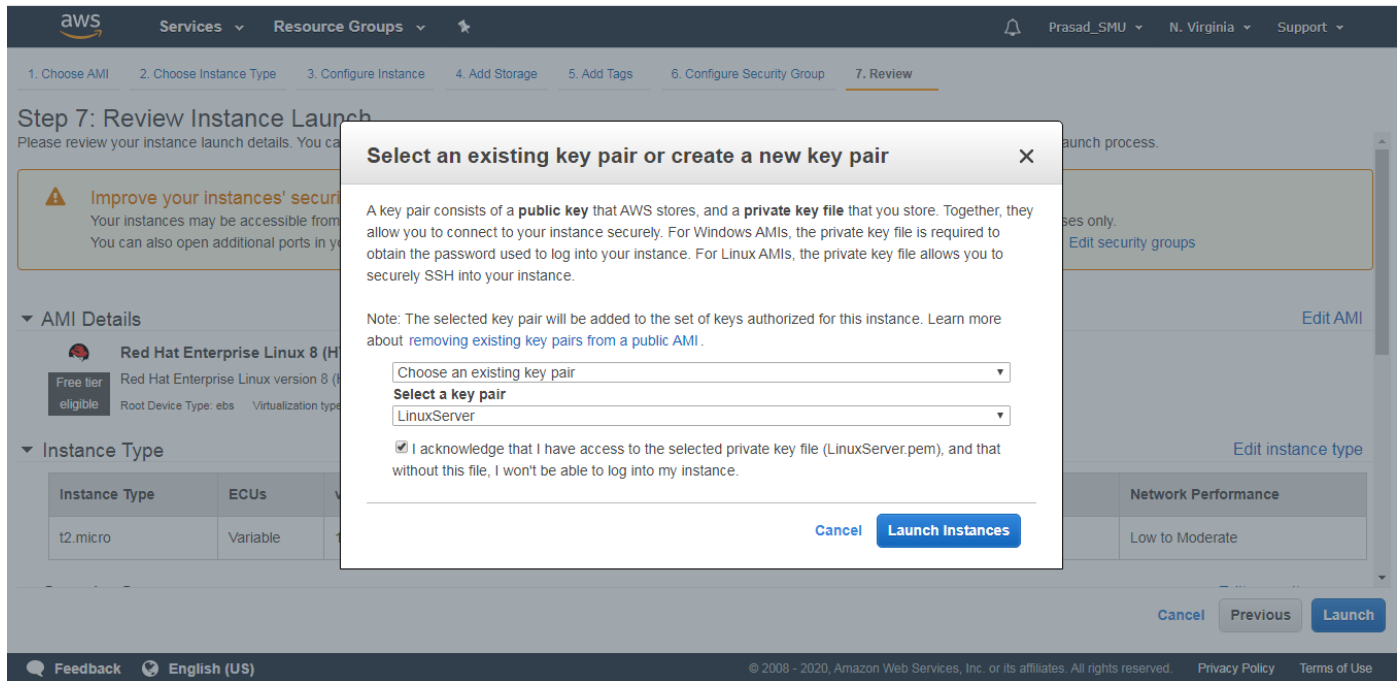 aws Services Resource Groups Prasad_SMU N. Virginia Support
1. Choose AMI 2. Choose Instance Type 3. Configure Instance 4. Add Storage 5. Add Tags 6. Configure Security Group 7. Review
Step 7: Review Instance Launch
Please review your instance launch details. You ca
aunch process.
Improve your instances' securi
Your instances may be accessible from
ses only.
You can also open additional ports in yo
Edit security groups
AMI Details
Edit AMI
Red Hat Enterprise Linux 8 (H
Free tier
eligible
Red Hat Enterprise Linux version 8 (
Root Device Type: ebs Virtualization type
Instance Type
Edit instance type
Instance Type ECUs v Network Performance
t2.micro Variable 1 Low to Moderate
Select an existing key pair or create a new key pair
A key pair consists of a public key that AWS stores, and a private key file that you store. Together, they
allow you to connect to your instance securely. For Windows AMIs, the private key file is required to
obtain the password used to log into your instance. For Linux AMIs, the private key file allows you to
securely SSH into your instance.
Note: The selected key pair will be added to the set of keys authorized for this instance. Learn more
about removing existing key pairs from a public AMI .
Choose an existing key pair
Select a key pair
LinuxServer
I acknowledge that I have access to the selected private key file (LinuxServer.pem), and that
without this file, I won't be able to log into my instance.
Cancel Launch Instances
Cancel Previous Launch
Feedback English (US) © 2008 - 2020, Amazon Web Services, Inc. or its affiliates. All rights reserved. Privacy Policy Terms of Use